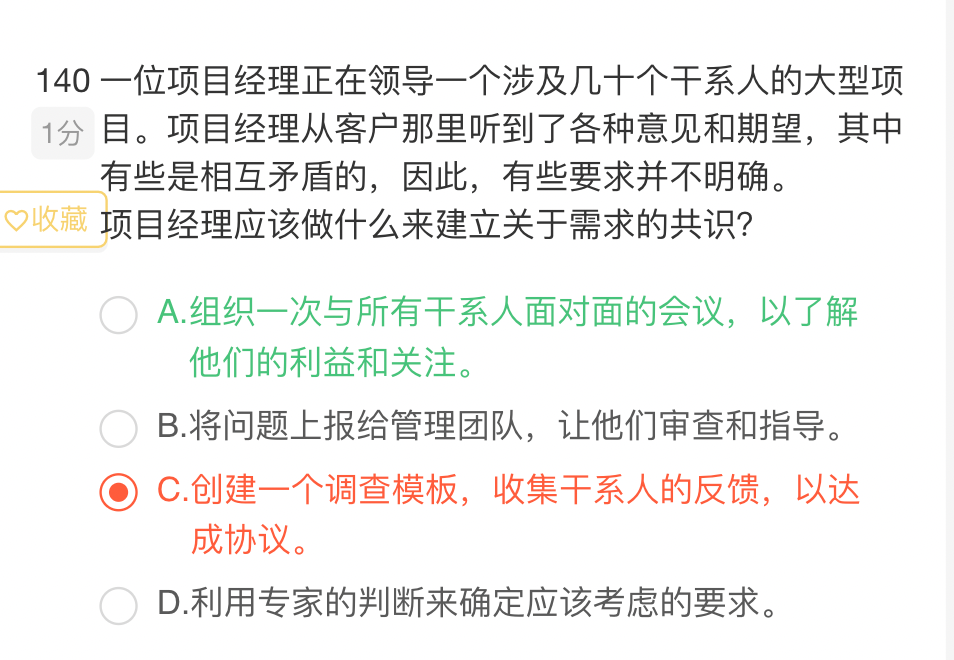 140 一位项目经理正在领导一个涉及几十个干系人的大型项
1分 目。项目经理从客户那里听到了各种意见和期望，其中
有些是相互矛盾的，因此，有些要求并不明确。
收藏 项目经理应该做什么来建立关于需求的共识？
A.组织一次与所有干系人面对面的会议，以了解
他们的利益和关注。
B.将问题上报给管理团队，让他们审查和指导。
C.创建一个调查模板，收集干系人的反馈，以达
成协议。
D.利用专家的判断来确定应该考虑的要求。